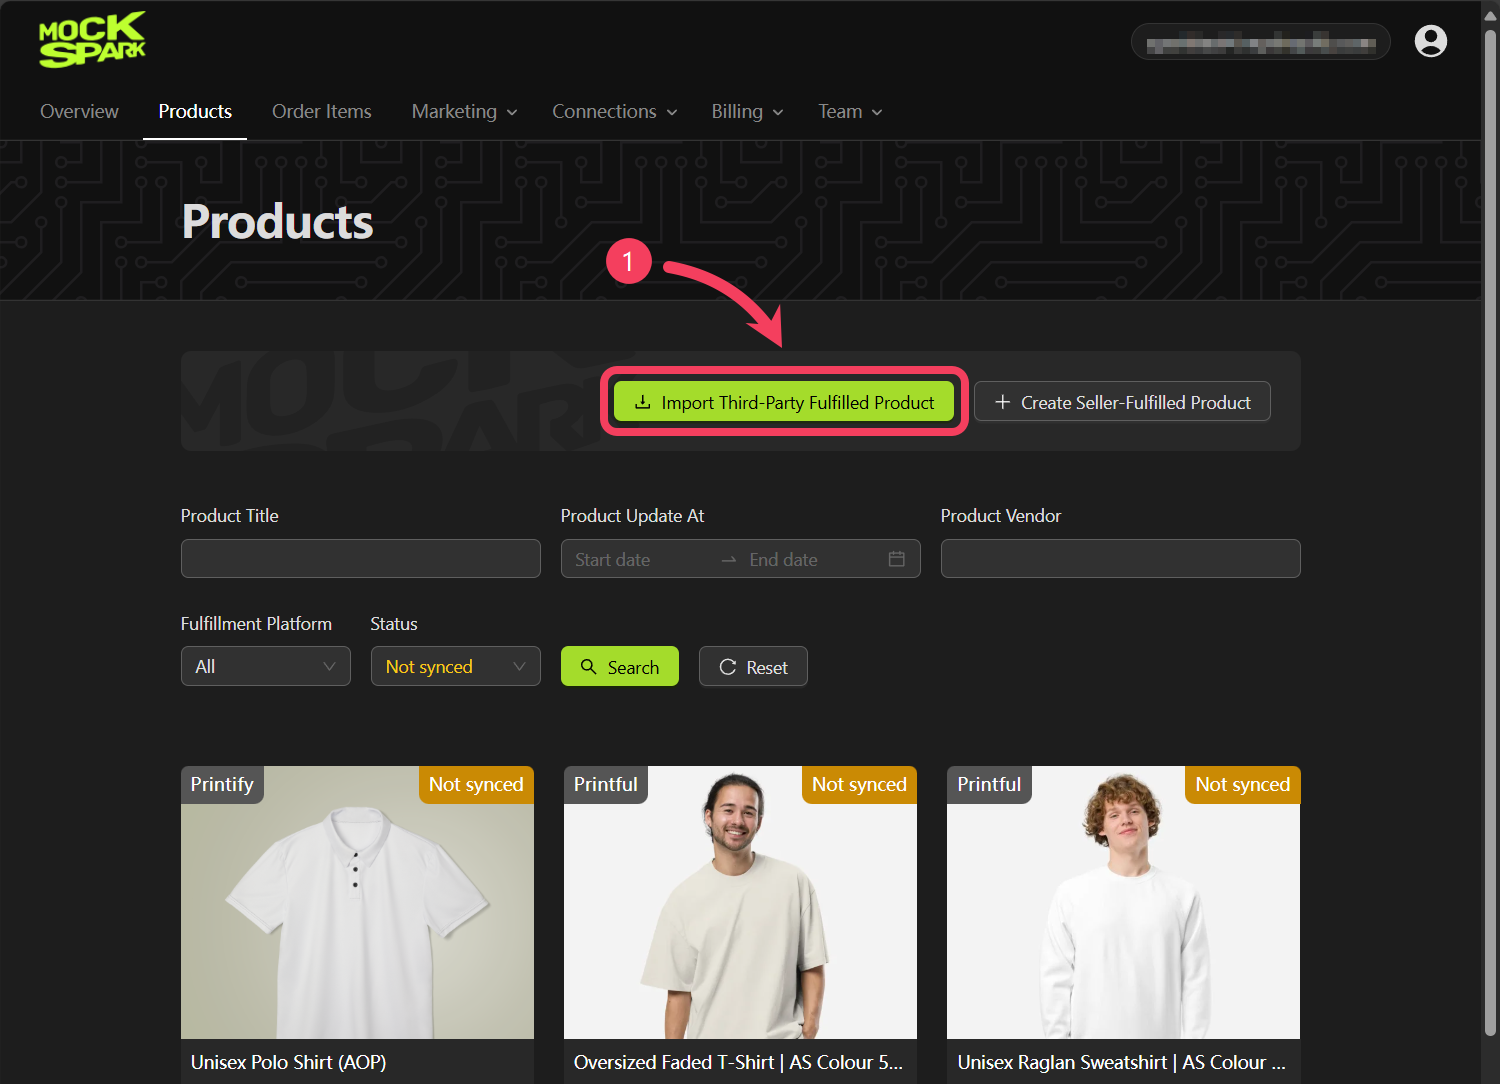 MOCK
SPARK
Overview Products Order Items Marketing Connections Billing Team
Products
1
Import Third-Party Fulfilled Product + Create Seller-Fulfilled Product
Product Title Product Update At Product Vendor
Start date → End date
Fulfillment Platform Status
All Not synced Search Reset
Printify Not synced Printful Not synced Printful Not synced
Unisex Polo Shirt (AOP) Oversized Faded T-Shirt | AS Colour 5... Unisex Raglan Sweatshirt | AS Colour ...